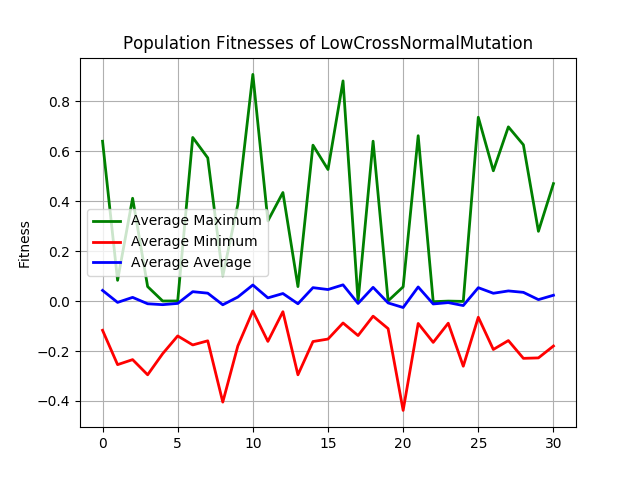 Population Fitnesses of LowCrossNormalMutation
Fitness
0.8
0.6
0.4
0.2
0.0
−0.2
−0.4
Average Maximum
Average Minimum
Average Average
0 5 10 15 20 25 30